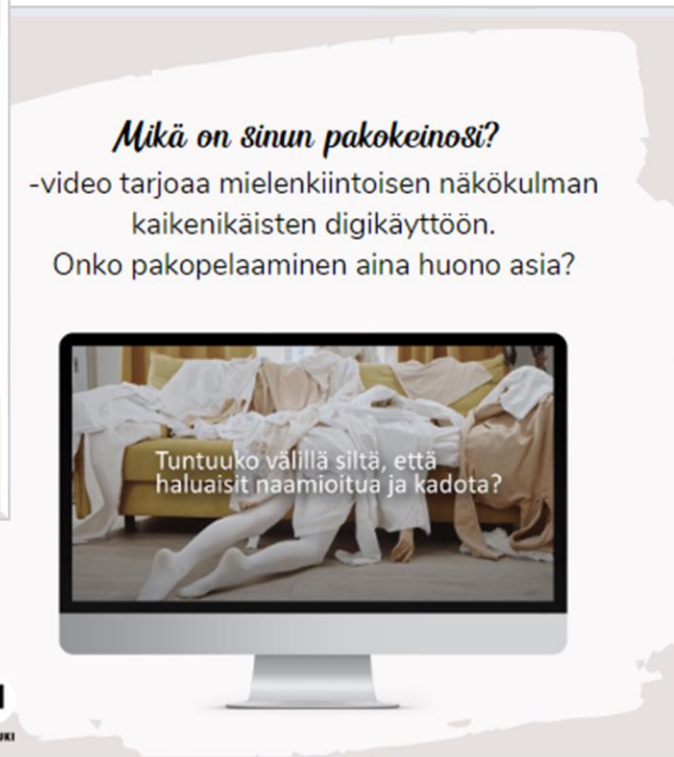 Mikä on sinun pakokeinosi?
-video tarjoaa mielenkiintoisen näkökulman
kaikenikäisten digikäyttöön.
Onko pakopelaaminen aina huono asia?
Tuntuuko välillä siltä, että
haluaisit naamioitua ja kadota?